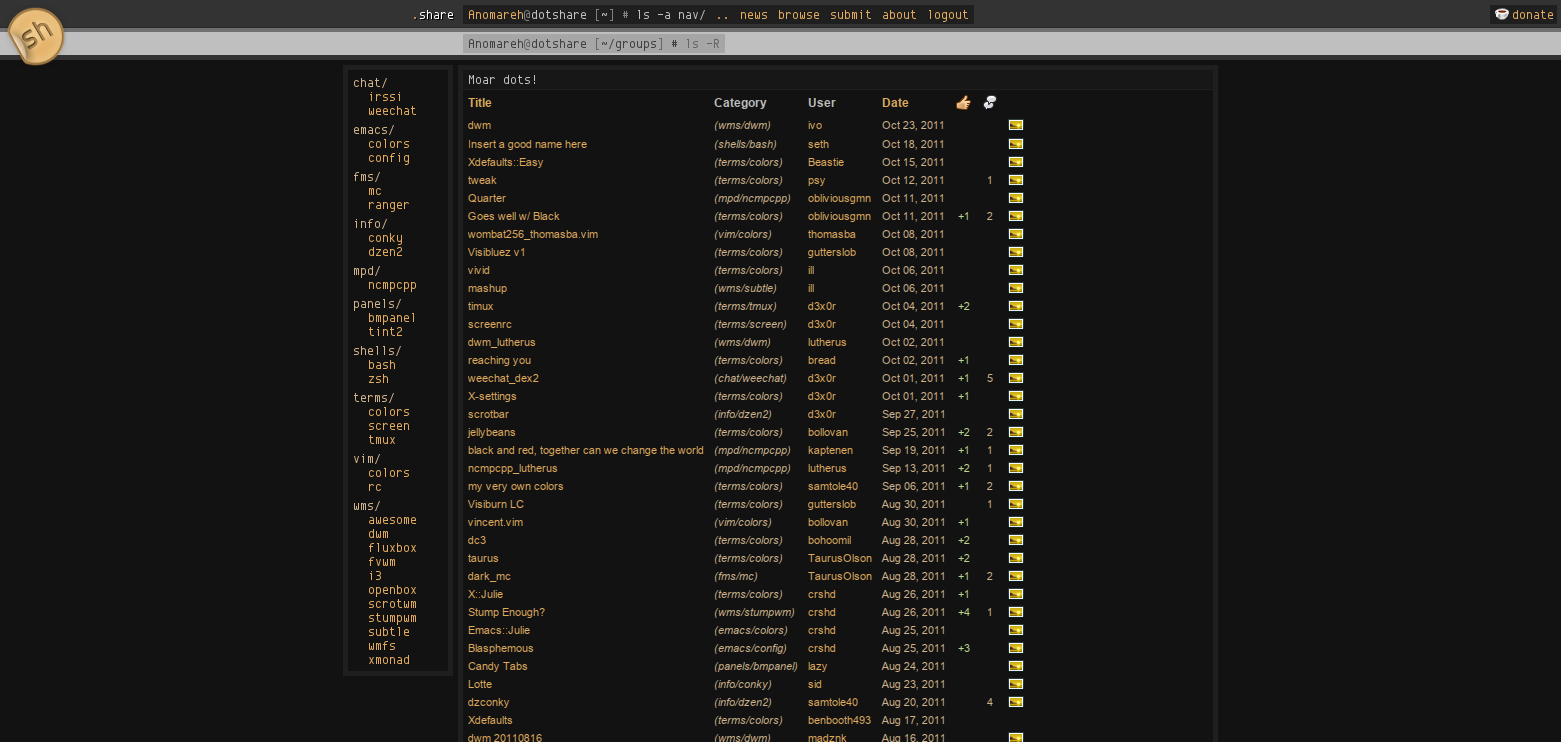 .share Anomareh@dotshare [~] # ls -a nav/ .. news browse submit about logout donate
sh
Anomareh@dotshare [~/groups] # ls -R
chat/
irssi
weechat
emacs/
colors
config
fms/
mc
ranger
info/
conky
dzen2
mpd/
ncmpcpp
panels/
bmpanel
tint2
shells/
bash
zsh
terms/
colors
screen
tmux
vim/
colors
rc
wms/
awesome
dwm
fluxbox
fvwm
i3
openbox
scrotwm
stumpwm
subtle
wmfs
xmonad
Moar dots!
Title Category User Date
dwm (wms/dwm) ivo Oct 23, 2011
Insert a good name here (shells/bash) seth Oct 18, 2011
Xdefaults::Easy (terms/colors) Beastie Oct 15, 2011
tweak (terms/colors) psy Oct 12, 2011 1
Quarter (mpd/ncmpcpp) obliviousgmn Oct 11, 2011
Goes well w/ Black (terms/colors) obliviousgmn Oct 11, 2011 +1 2
wombat256_thomasba.vim (vim/colors) thomasba Oct 08, 2011
Visibluez v1 (terms/colors) gutterslob Oct 08, 2011
vivid (terms/colors) ill Oct 06, 2011
mashup (wms/subtle) ill Oct 06, 2011
timux (terms/tmux) d3x0r Oct 04, 2011 +2
screenrc (terms/screen) d3x0r Oct 04, 2011
dwm_lutherus (wms/dwm) lutherus Oct 02, 2011
reaching you (terms/colors) bread Oct 02, 2011 +1
weechat_dex2 (chat/weechat) d3x0r Oct 01, 2011 +1 5
X-settings (terms/colors) d3x0r Oct 01, 2011 +1
scrotbar (info/dzen2) d3x0r Sep 27, 2011
jellybeans (terms/colors) bollovan Sep 25, 2011 +2 2
black and red, together can we change the world (mpd/ncmpcpp) kaptenen Sep 19, 2011 +1 1
ncmpcpp_lutherus (mpd/ncmpcpp) lutherus Sep 13, 2011 +2 1
my very own colors (terms/colors) samtole40 Sep 06, 2011 +1 2
Visiburn LC (terms/colors) gutterslob Aug 30, 2011 1
vincent.vim (vim/colors) bollovan Aug 30, 2011 +1
dc3 (terms/colors) bohoomil Aug 28, 2011 +2
taurus (terms/colors) TaurusOlson Aug 28, 2011 +2
dark_mc (fms/mc) TaurusOlson Aug 28, 2011 +1 2
X::Julie (terms/colors) crshd Aug 26, 2011 +1
Stump Enough? (wms/stumpwm) crshd Aug 26, 2011 +4 1
Emacs::Julie (emacs/colors) crshd Aug 25, 2011
Blasphemous (emacs/config) crshd Aug 25, 2011 +3
Candy Tabs (panels/bmpanel) lazy Aug 24, 2011
Lotte (info/conky) sid Aug 23, 2011
dzconky (info/dzen2) samtole40 Aug 20, 2011 4
Xdefaults (terms/colors) benbooth493 Aug 17, 2011
dwm 20110816 (wms/dwm) madznk Aug 16, 2011